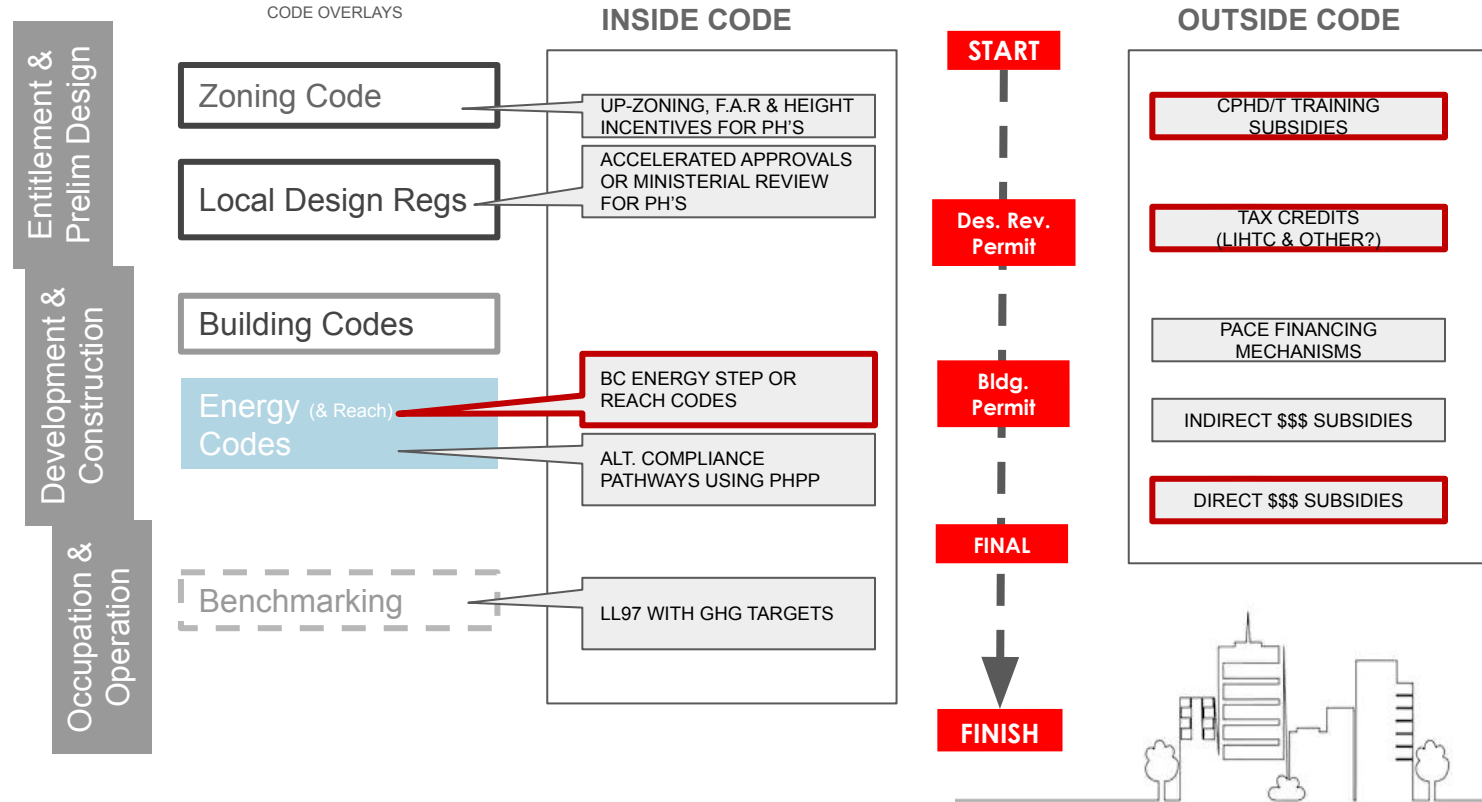 CODE OVERLAYS
INSIDE CODE
OUTSIDE CODE
Entitlement &
Prelim Design
Zoning Code
UP-ZONING, F.A.R & HEIGHT
INCENTIVES FOR PH'S
START
CPHD/T TRAINING
SUBSIDIES
Local Design Regs
ACCELERATED APPROVALS
OR MINISTERIAL REVIEW
FOR PH'S
Des. Rev.
Permit
TAX CREDITS
(LIHTC & OTHER?)
Development &
Construction
Building Codes
PACE FINANCING
MECHANISMS
Energy (& Reach)
Codes
BC ENERGY STEP OR
REACH CODES
Bldg.
Permit
INDIRECT $$$ SUBSIDIES
ALT. COMPLIANCE
PATHWAYS USING PHPP
DIRECT $$$ SUBSIDIES
FINAL
Occupation &
Operation
Benchmarking
LL97 WITH GHG TARGETS
FINISH